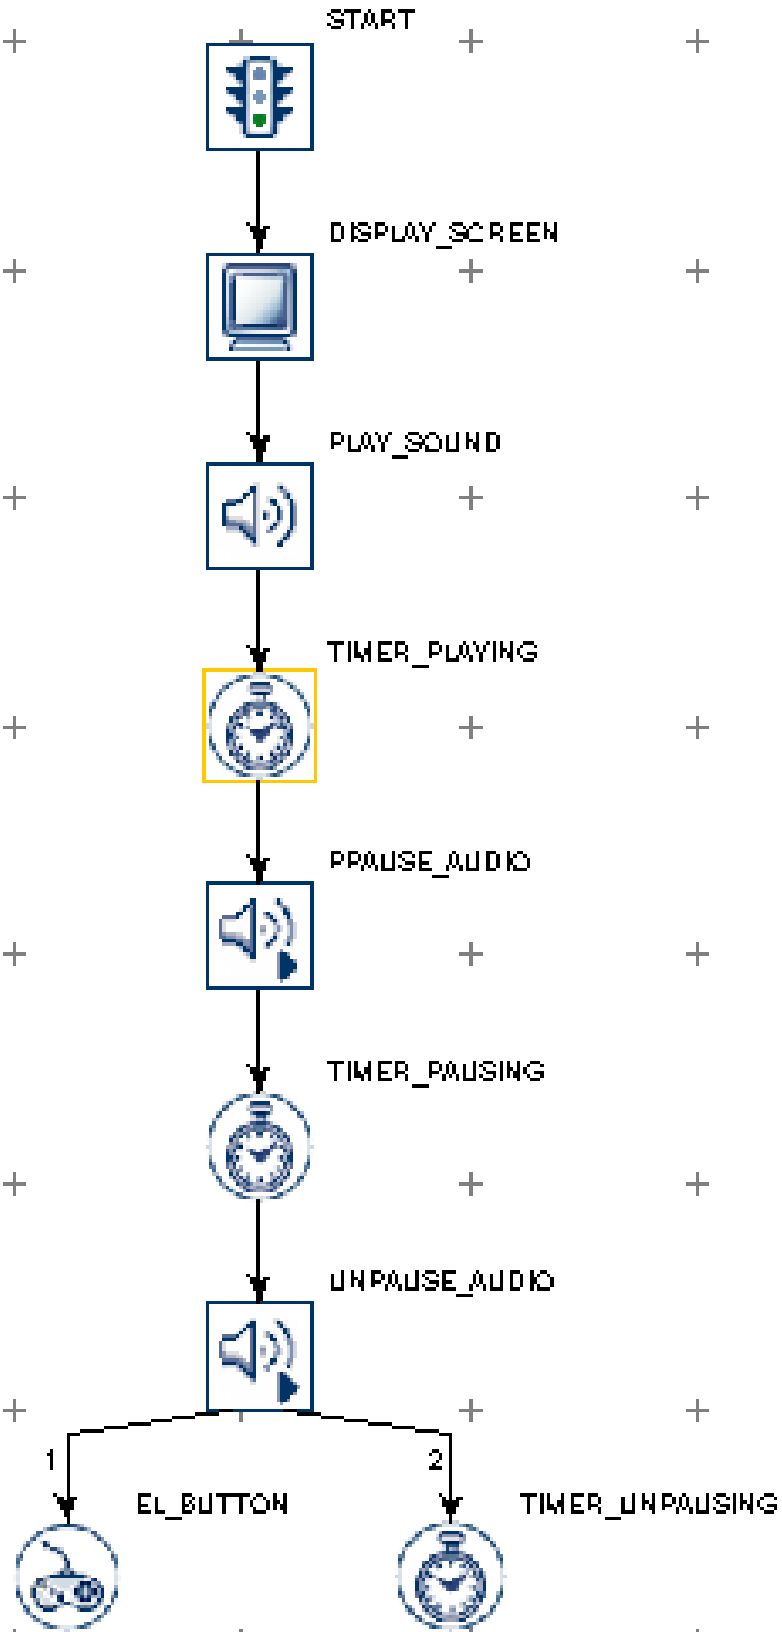 START
DISPLAY_SCREEN
PLAY_SOUND
TIMER_PLAYING
PPAUSE_AUDIO
TIMER_PAUSING
UNPAUSE_AUDIO
1
2
EL_BUTTON
TIMER_UNPAUSING